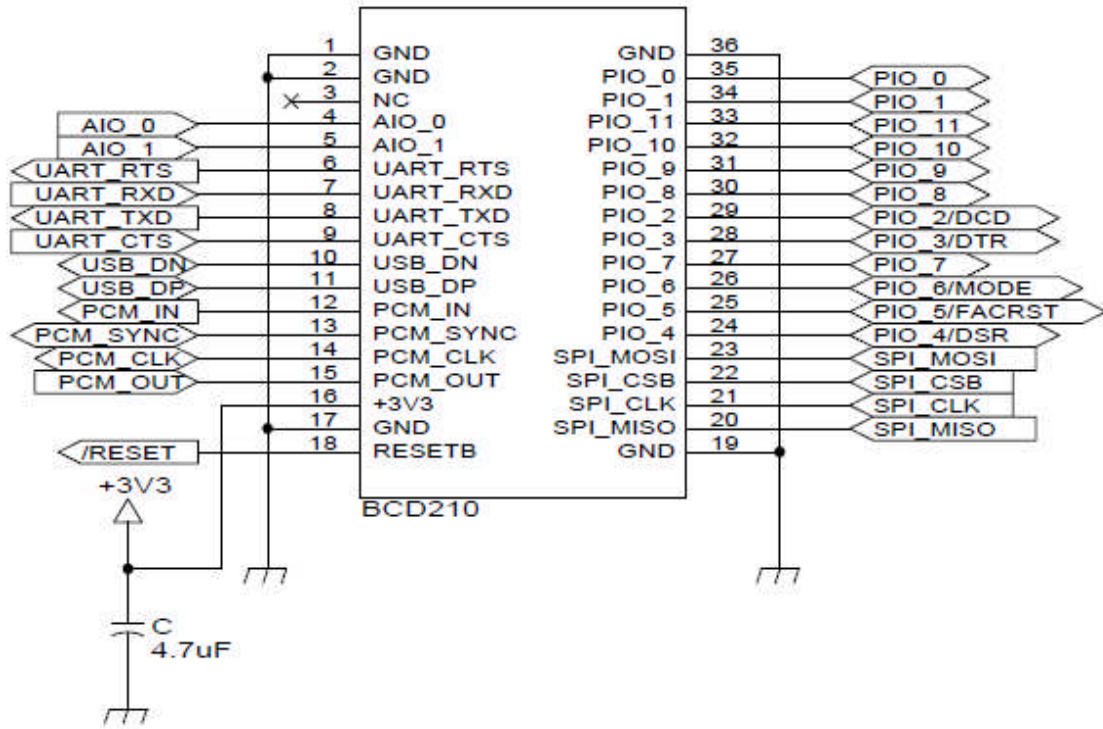 1 GND GND 36
2 GND PIO_0 35 PIO_0
3 NC PIO_1 34 PIO_1
AIO_0 4 AIO_0 PIO_11 33 PIO_11
AIO_1 5 AIO_1 PIO_10 32 PIO_10
UART_RTS 6 UART_RTS PIO_9 31 PIO_9
UART_RXD 7 UART_RXD PIO_8 30 PIO_8
UART_TXD 8 UART_TXD PIO_2 29 PIO_2/DCD
UART_CTS 9 UART_CTS PIO_3 28 PIO_3/DTR
USB_DN 10 USB_DN PIO_7 27 PIO_7
USB_DP 11 USB_DP PIO_6 26 PIO_6/MODE
PCM_IN 12 PCM_IN PIO_5 25 PIO_5/FACRST
PCM_SYNC 13 PCM_SYNC PIO_4 24 PIO_4/DSR
PCM_CLK 14 PCM_CLK SPI_MOSI 23 SPI_MOSI
PCM_OUT 15 PCM_OUT SPI_CSB 22 SPI_CSB
16 +3V3 SPI_CLK 21 SPI_CLK
17 GND SPI_MISO 20 SPI_MISO
/RESET 18 RESETB GND 19
+3V3
BCD210
C
4.7uF